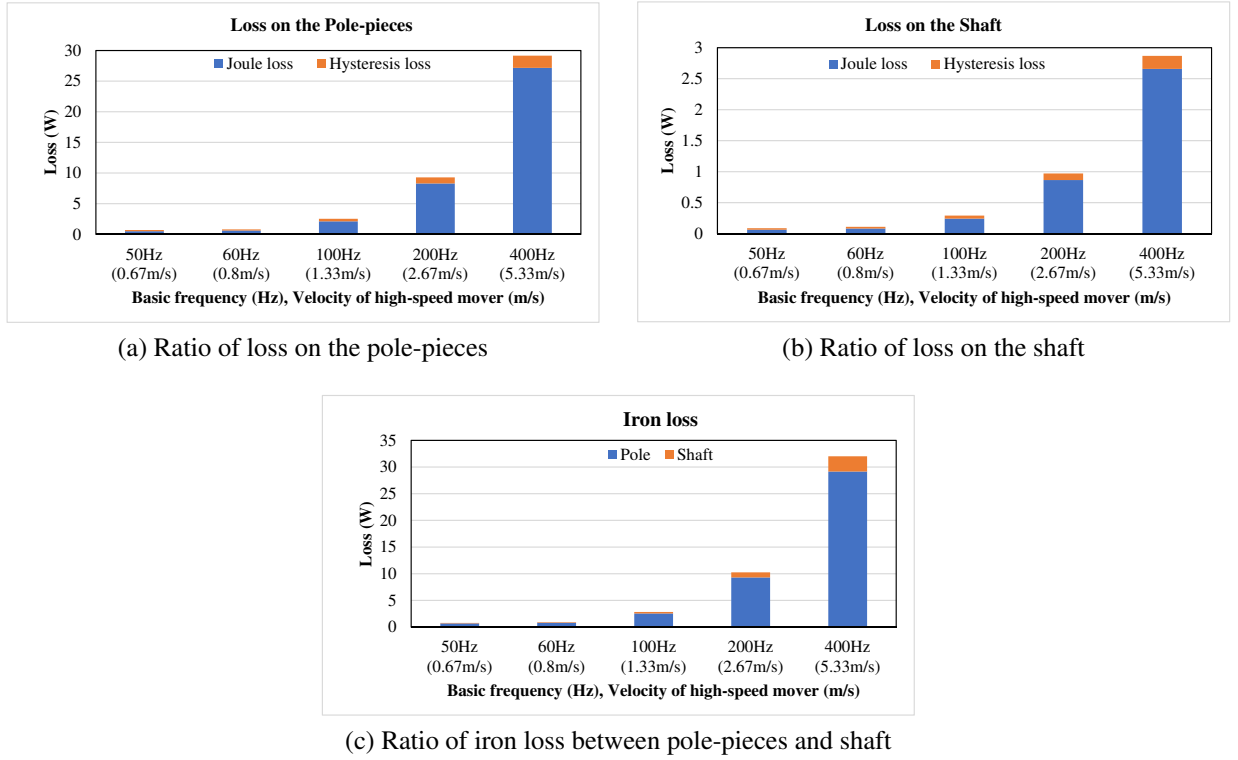 Loss on the Pole-pieces
30
25
20
15
10
5
0
Loss (W)
Joule loss Hysteresis loss
50Hz 60Hz 100Hz 200Hz 400Hz
(0.67m/s) (0.8m/s) (1.33m/s) (2.67m/s) (5.33m/s)
Basic frequency (Hz), Velocity of high-speed mover (m/s)
(a) Ratio of loss on the pole-pieces
Loss on the Shaft
3
2.5
2
1.5
1
0.5
0
Loss (W)
Joule loss Hysteresis loss
50Hz 60Hz 100Hz 200Hz 400Hz
(0.67m/s) (0.8m/s) (1.33m/s) (2.67m/s) (5.33m/s)
Basic frequency (Hz), Velocity of high-speed mover (m/s)
(b) Ratio of loss on the shaft
Iron loss
35
30
25
20
15
10
5
0
Loss (W)
Pole Shaft
50Hz 60Hz 100Hz 200Hz 400Hz
(0.67m/s) (0.8m/s) (1.33m/s) (2.67m/s) (5.33m/s)
Basic frequency (Hz), Velocity of high-speed mover (m/s)
(c) Ratio of iron loss between pole-pieces and shaft